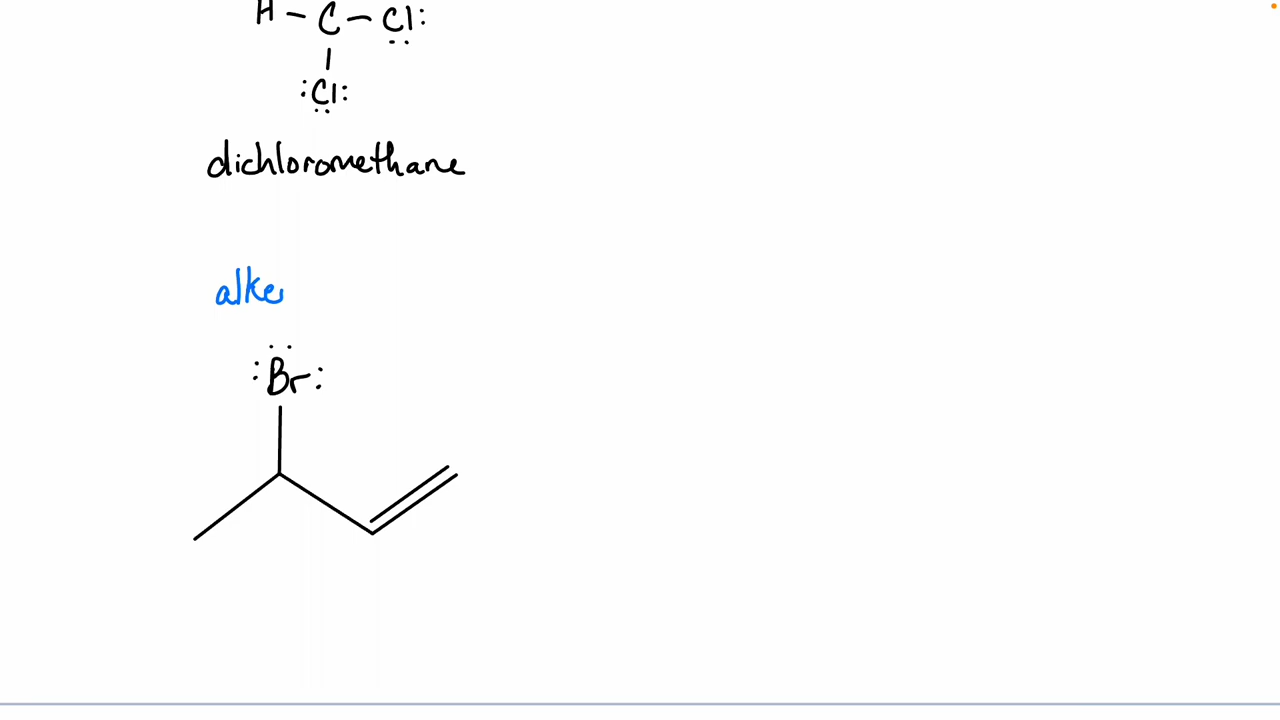 H – C – Cl:
:Cl:
dichloromethane
alke
:Br: